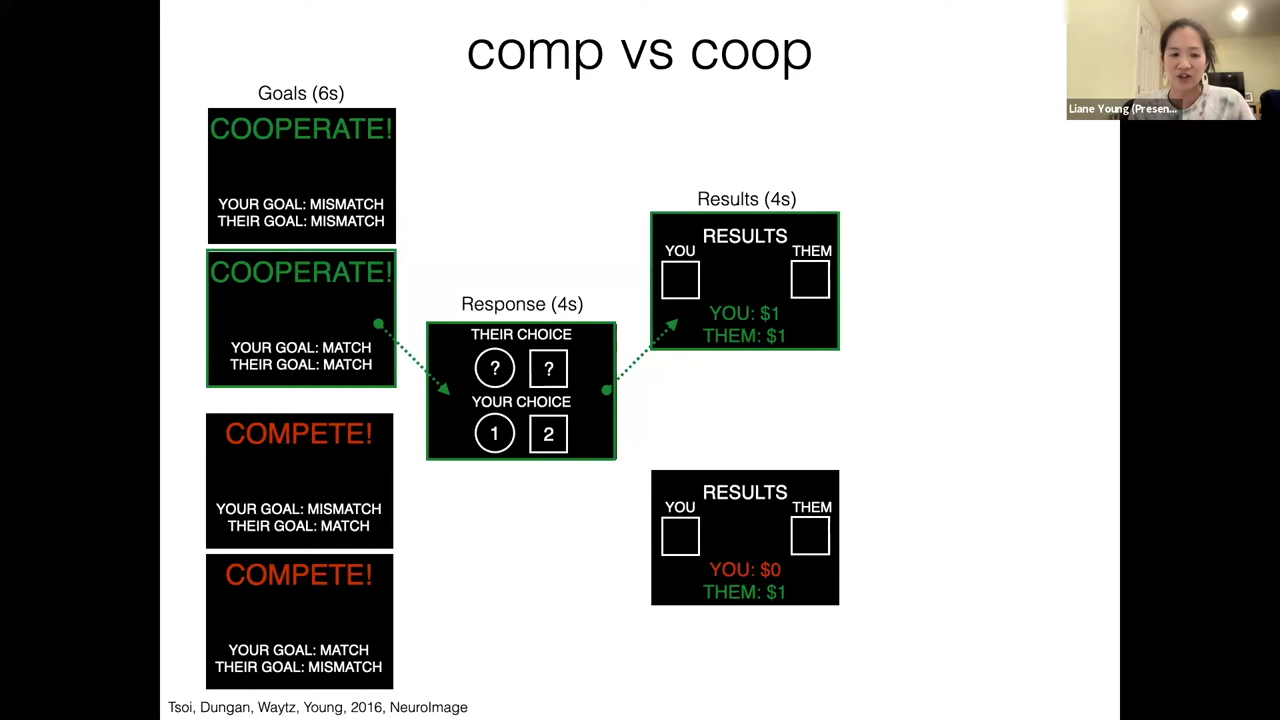 comp vs coop
Liane Young (Presen...
Goals (6s)
COOPERATE!
YOUR GOAL: MISMATCH
THEIR GOAL: MISMATCH
COOPERATE!
YOUR GOAL: MATCH
THEIR GOAL: MATCH
COMPETE!
YOUR GOAL: MISMATCH
THEIR GOAL: MATCH
COMPETE!
YOUR GOAL: MATCH
THEIR GOAL: MISMATCH
Response (4s)
THEIR CHOICE
? ?
YOUR CHOICE
1 2
Results (4s)
RESULTS
YOU THEM
YOU: $1
THEM: $1
RESULTS
YOU THEM
YOU: $0
THEM: $1
Tsoi, Dungan, Waytz, Young, 2016, NeuroImage